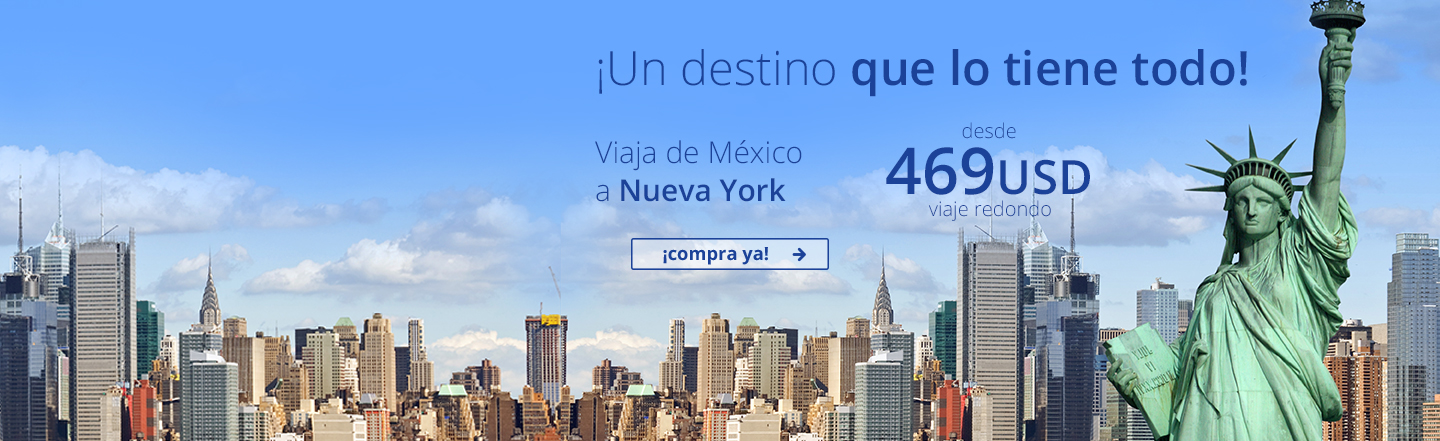 ¡Un destino que lo tiene todo!
Viaja de México
a Nueva York
desde
469USD
viaje redondo
¡compra ya!